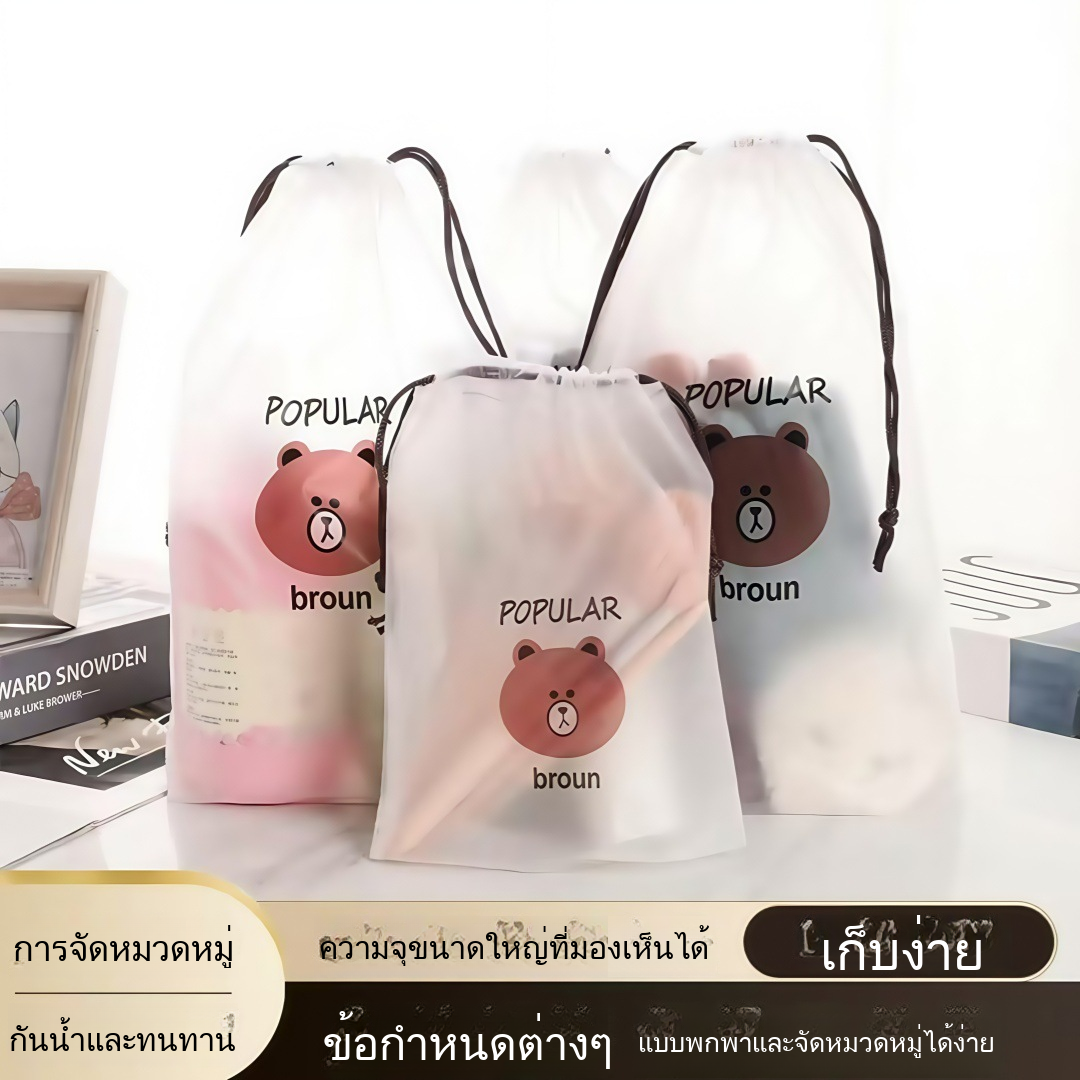 POPULAR
broun
POPULAR
broun
POPULAR
broun
WARD SNOWDEN
RM & LUKE BROWER
New
การจัดหมวดหมู่
กันน้ำและทนทาน
ความจุขนาดใหญ่ที่มองเห็นได้
เก็บง่าย
ข้อกำหนดต่างๆ
แบบพกพาและจัดหมวดหมู่ได้ง่าย